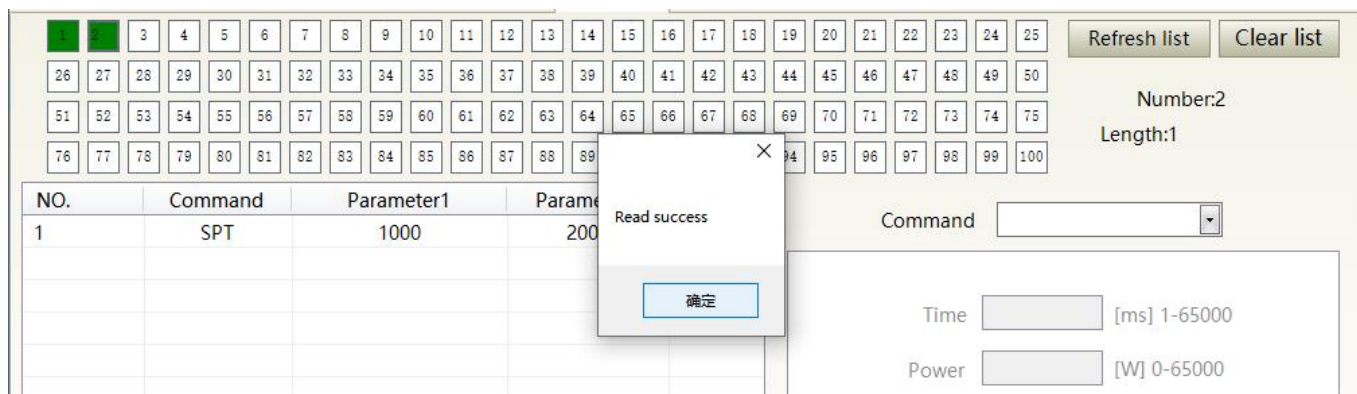 1 2 3 4 5 6 7 8 9 10 11 12 13 14 15 16 17 18 19 20 21 22 23 24 25 Refresh list Clear list
26 27 28 29 30 31 32 33 34 35 36 37 38 39 40 41 42 43 44 45 46 47 48 49 50
Number:2
51 52 53 54 55 56 57 58 59 60 61 62 63 64 65 66 67 68 69 70 71 72 73 74 75
Length:1
76 77 78 79 80 81 82 83 84 85 86 87 88 89 94 95 96 97 98 99 100
NO. Command Parameter1 Parame
Read success
Command
1 SPT 1000 200
确定
Time [ms] 1-65000
Power [W] 0-65000